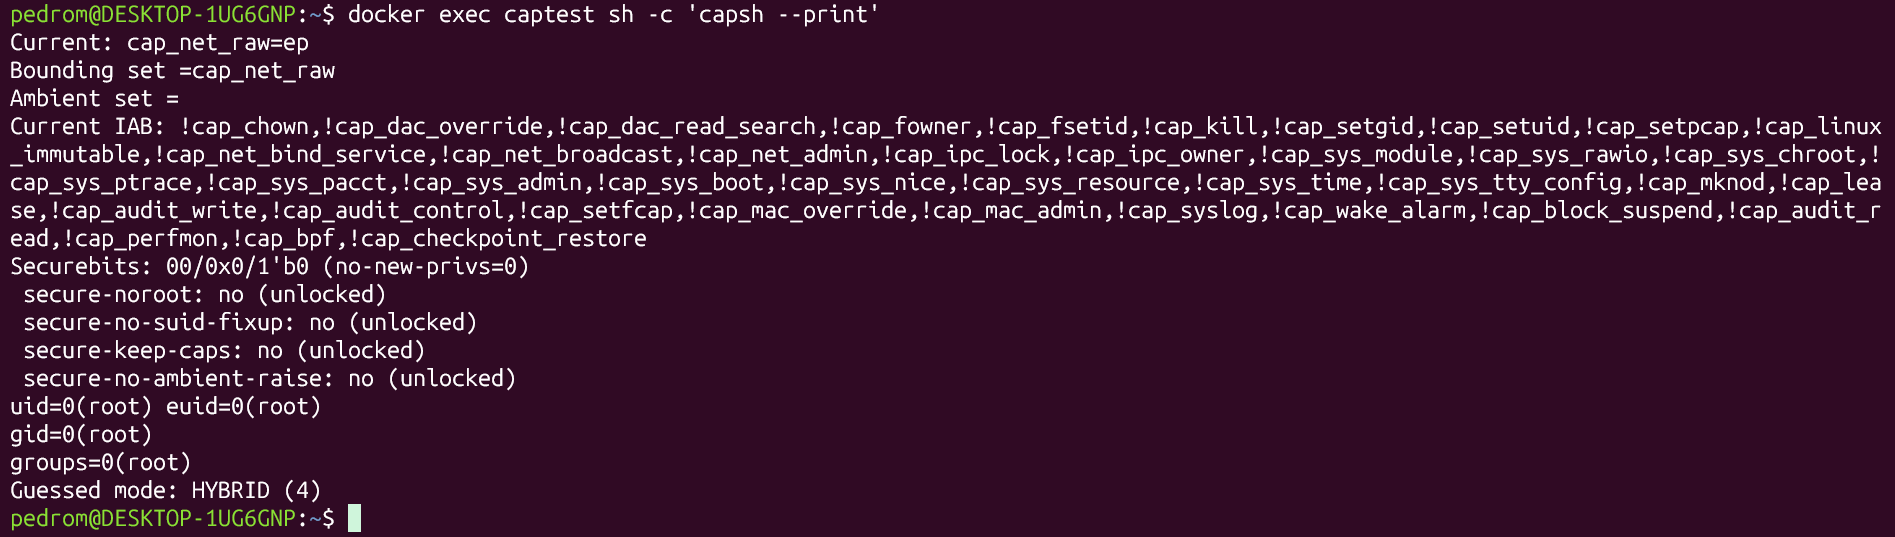 pedrom@DESKTOP-1UG6GNP:~$ docker exec captest sh -c 'capsh --print'
Current: cap_net_raw=ep
Bounding set =cap_net_raw
Ambient set =
Current IAB: !cap_chown,!cap_dac_override,!cap_dac_read_search,!cap_fowner,!cap_fsetid,!cap_kill,!cap_setgid,!cap_setuid,!cap_setpcap,!cap_linux
_immutable,!cap_net_bind_service,!cap_net_broadcast,!cap_net_admin,!cap_ipc_lock,!cap_ipc_owner,!cap_sys_module,!cap_sys_rawio,!cap_sys_chroot,!
cap_sys_ptrace,!cap_sys_pacct,!cap_sys_admin,!cap_sys_boot,!cap_sys_nice,!cap_sys_resource,!cap_sys_time,!cap_sys_tty_config,!cap_mknod,!cap_lea
se,!cap_audit_write,!cap_audit_control,!cap_setfcap,!cap_mac_override,!cap_mac_admin,!cap_syslog,!cap_wake_alarm,!cap_block_suspend,!cap_audit_r
ead,!cap_perfmon,!cap_bpf,!cap_checkpoint_restore
Securebits: 00/0x0/1'b0 (no-new-privs=0)
 secure-noroot: no (unlocked)
 secure-no-suid-fixup: no (unlocked)
 secure-keep-caps: no (unlocked)
 secure-no-ambient-raise: no (unlocked)
uid=0(root) euid=0(root)
gid=0(root)
groups=0(root)
Guessed mode: HYBRID (4)
pedrom@DESKTOP-1UG6GNP:~$